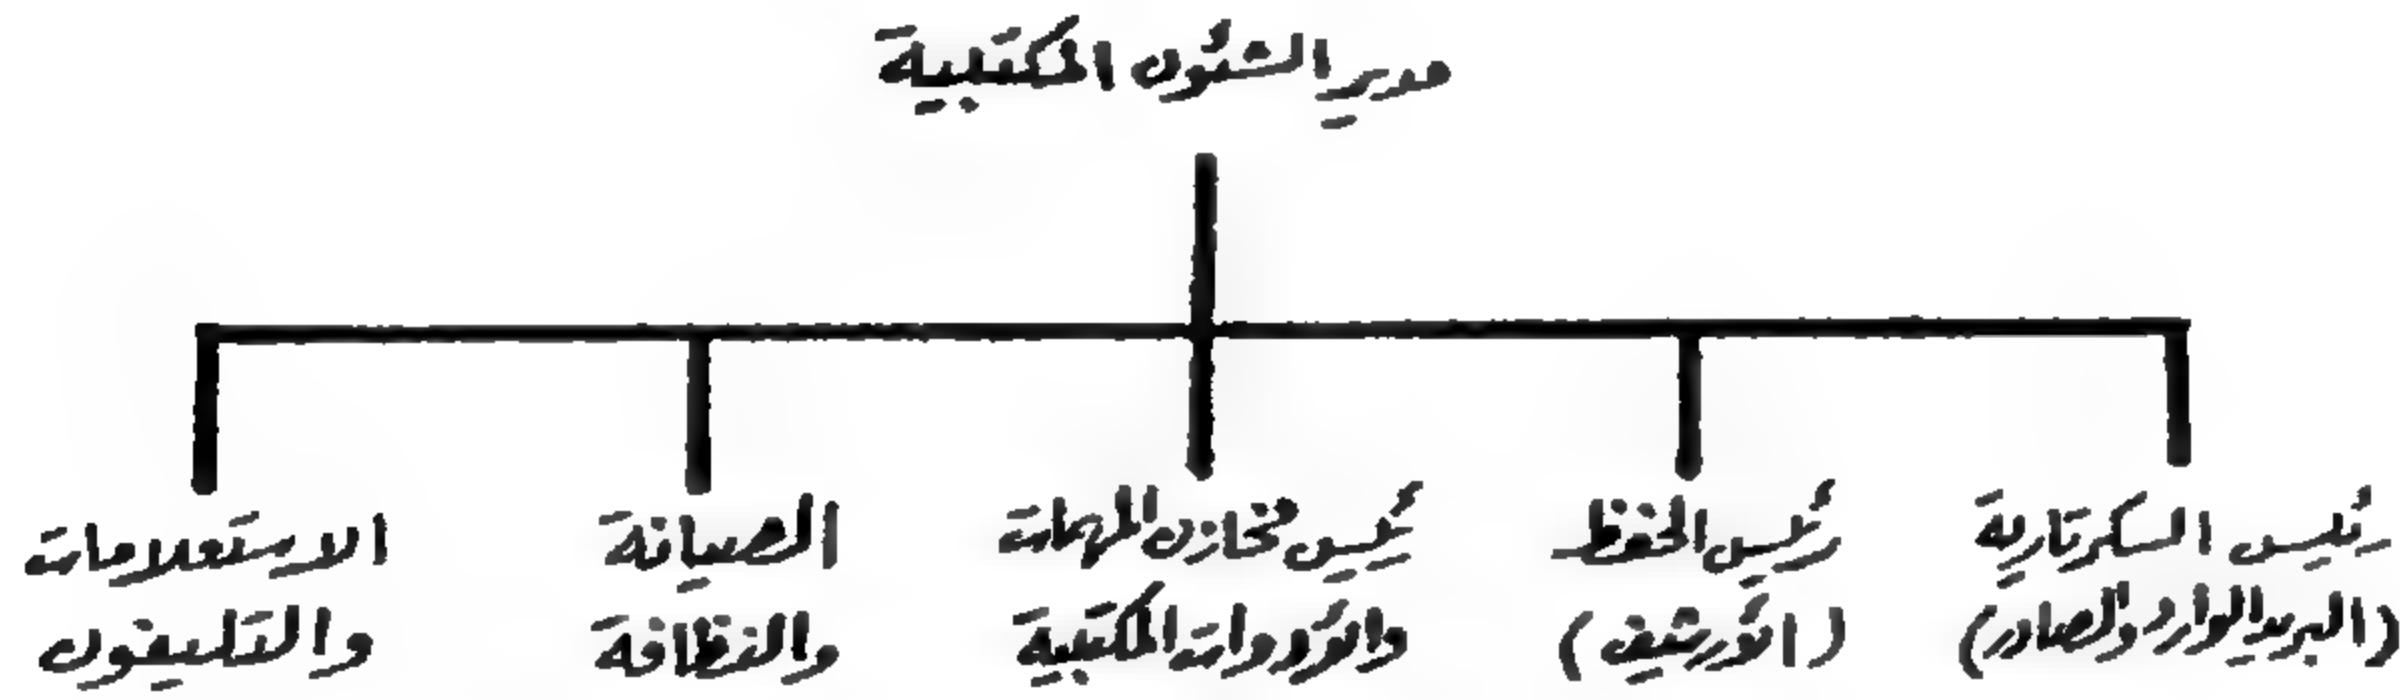 مدير الشئون المكتبية
رئيس السكرتارية
(البريد الوارد والصادر)
رئيس الحفظ
(الأرشيف)
رئيس مخازن المهمات
والأدوات المكتبية
الصيانة
والنظافة
الاستعلامات
والتليفون